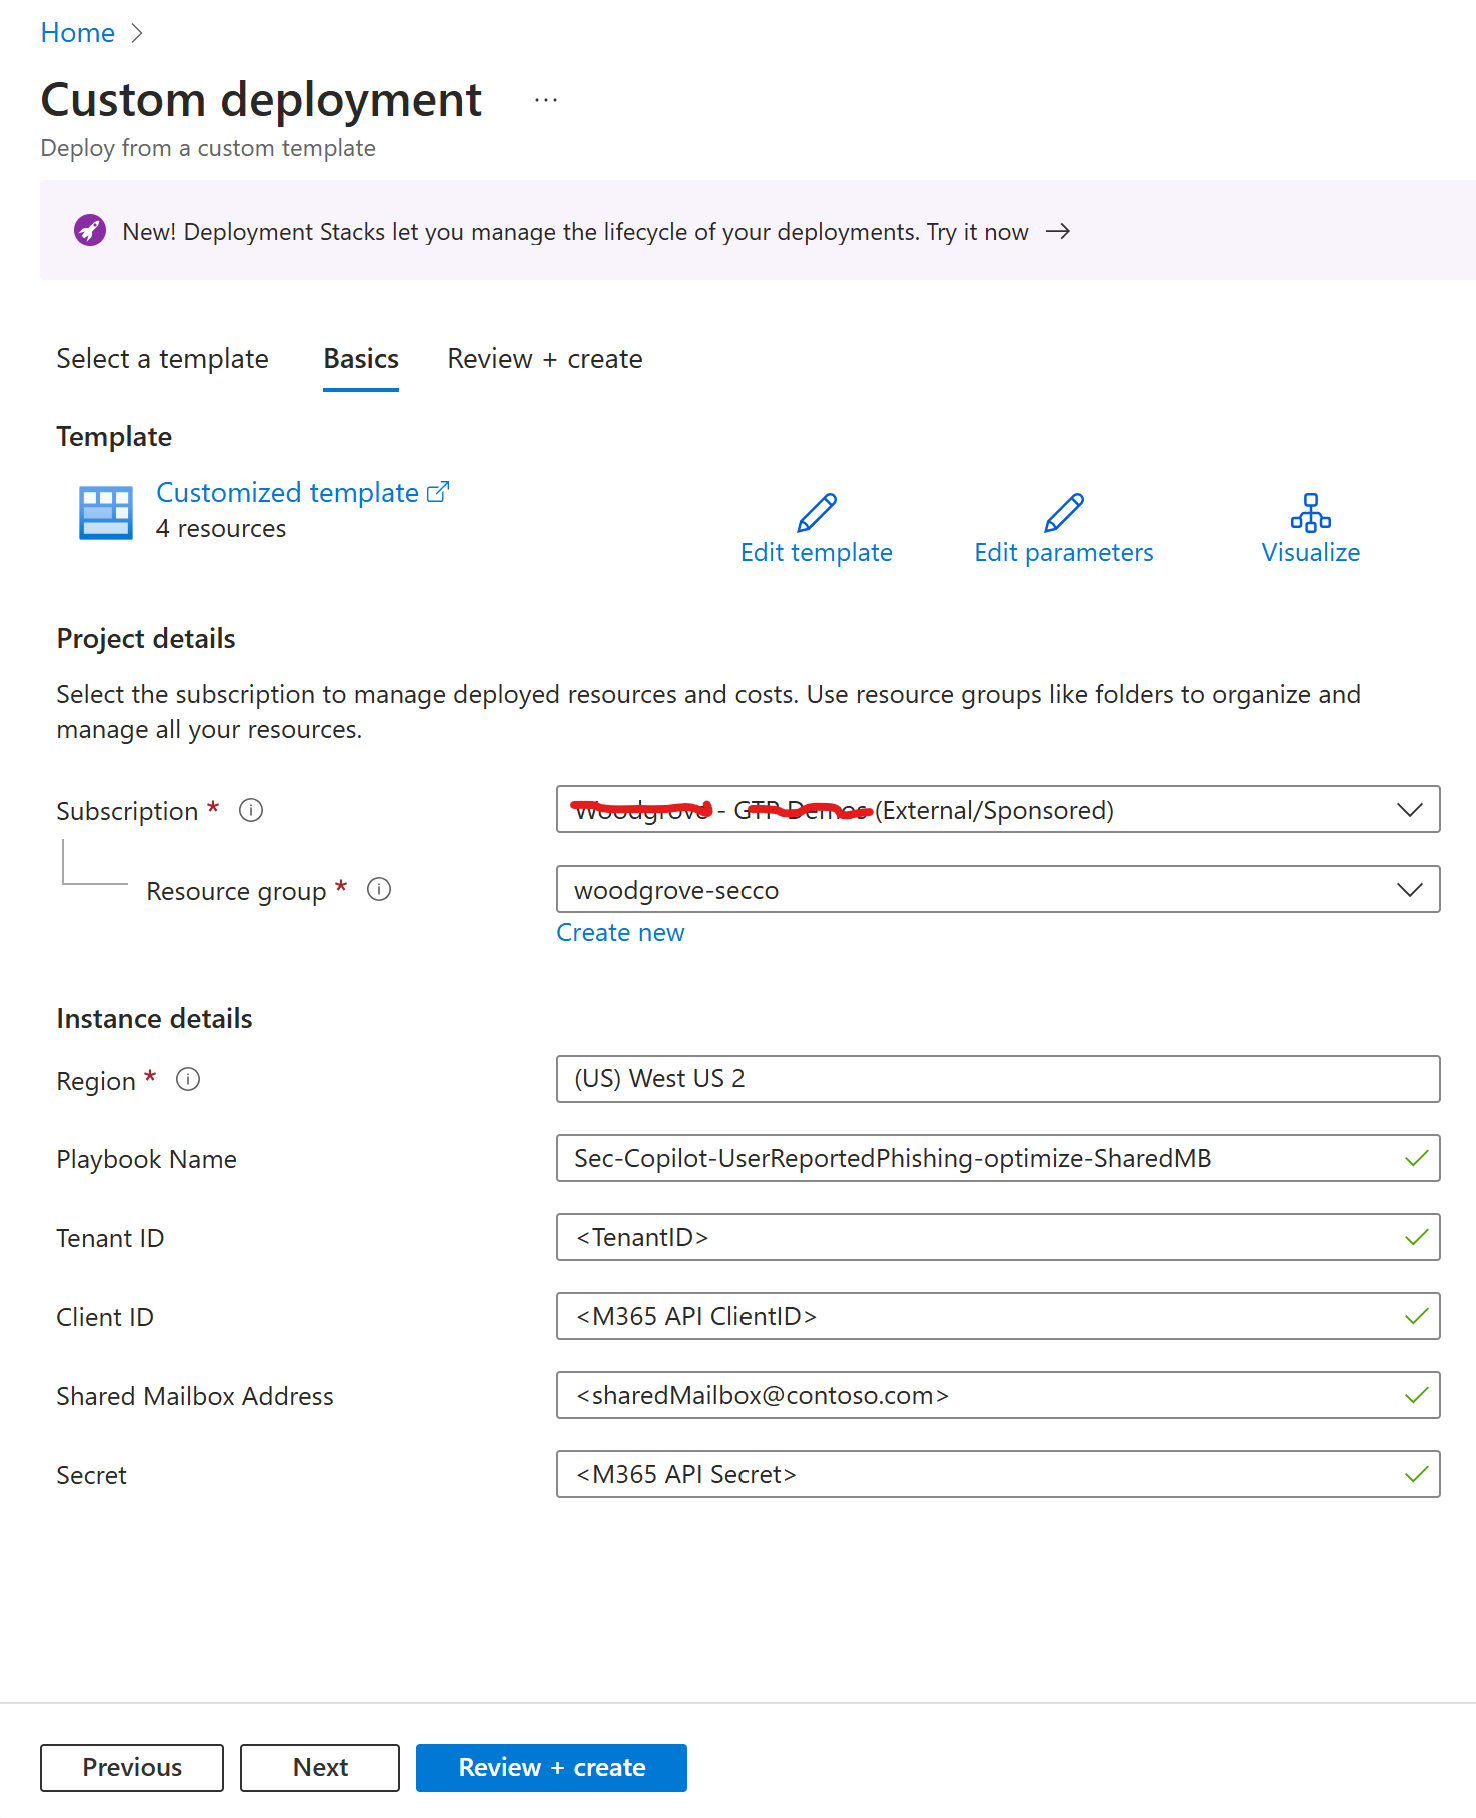 Home
Custom deployment
Deploy from a custom template
New! Deployment Stacks let you manage the lifecycle of your deployments. Try it now
Select a template Basics Review + create
Template
Customized template
4 resources
Edit template Edit parameters Visualize
Project details
Select the subscription to manage deployed resources and costs. Use resource groups like folders to organize and
manage all your resources.
Subscription * Woodgrove - GTP Demos (External/Sponsored)
Resource group * woodgrove-secco
Create new
Instance details
Region * (US) West US 2
Playbook Name Sec-Copilot-UserReportedPhishing-optimize-SharedMB
Tenant ID <TenantID>
Client ID <M365 API ClientID>
Shared Mailbox Address <sharedMailbox@contoso.com>
Secret <M365 API Secret>
Previous Next Review + create